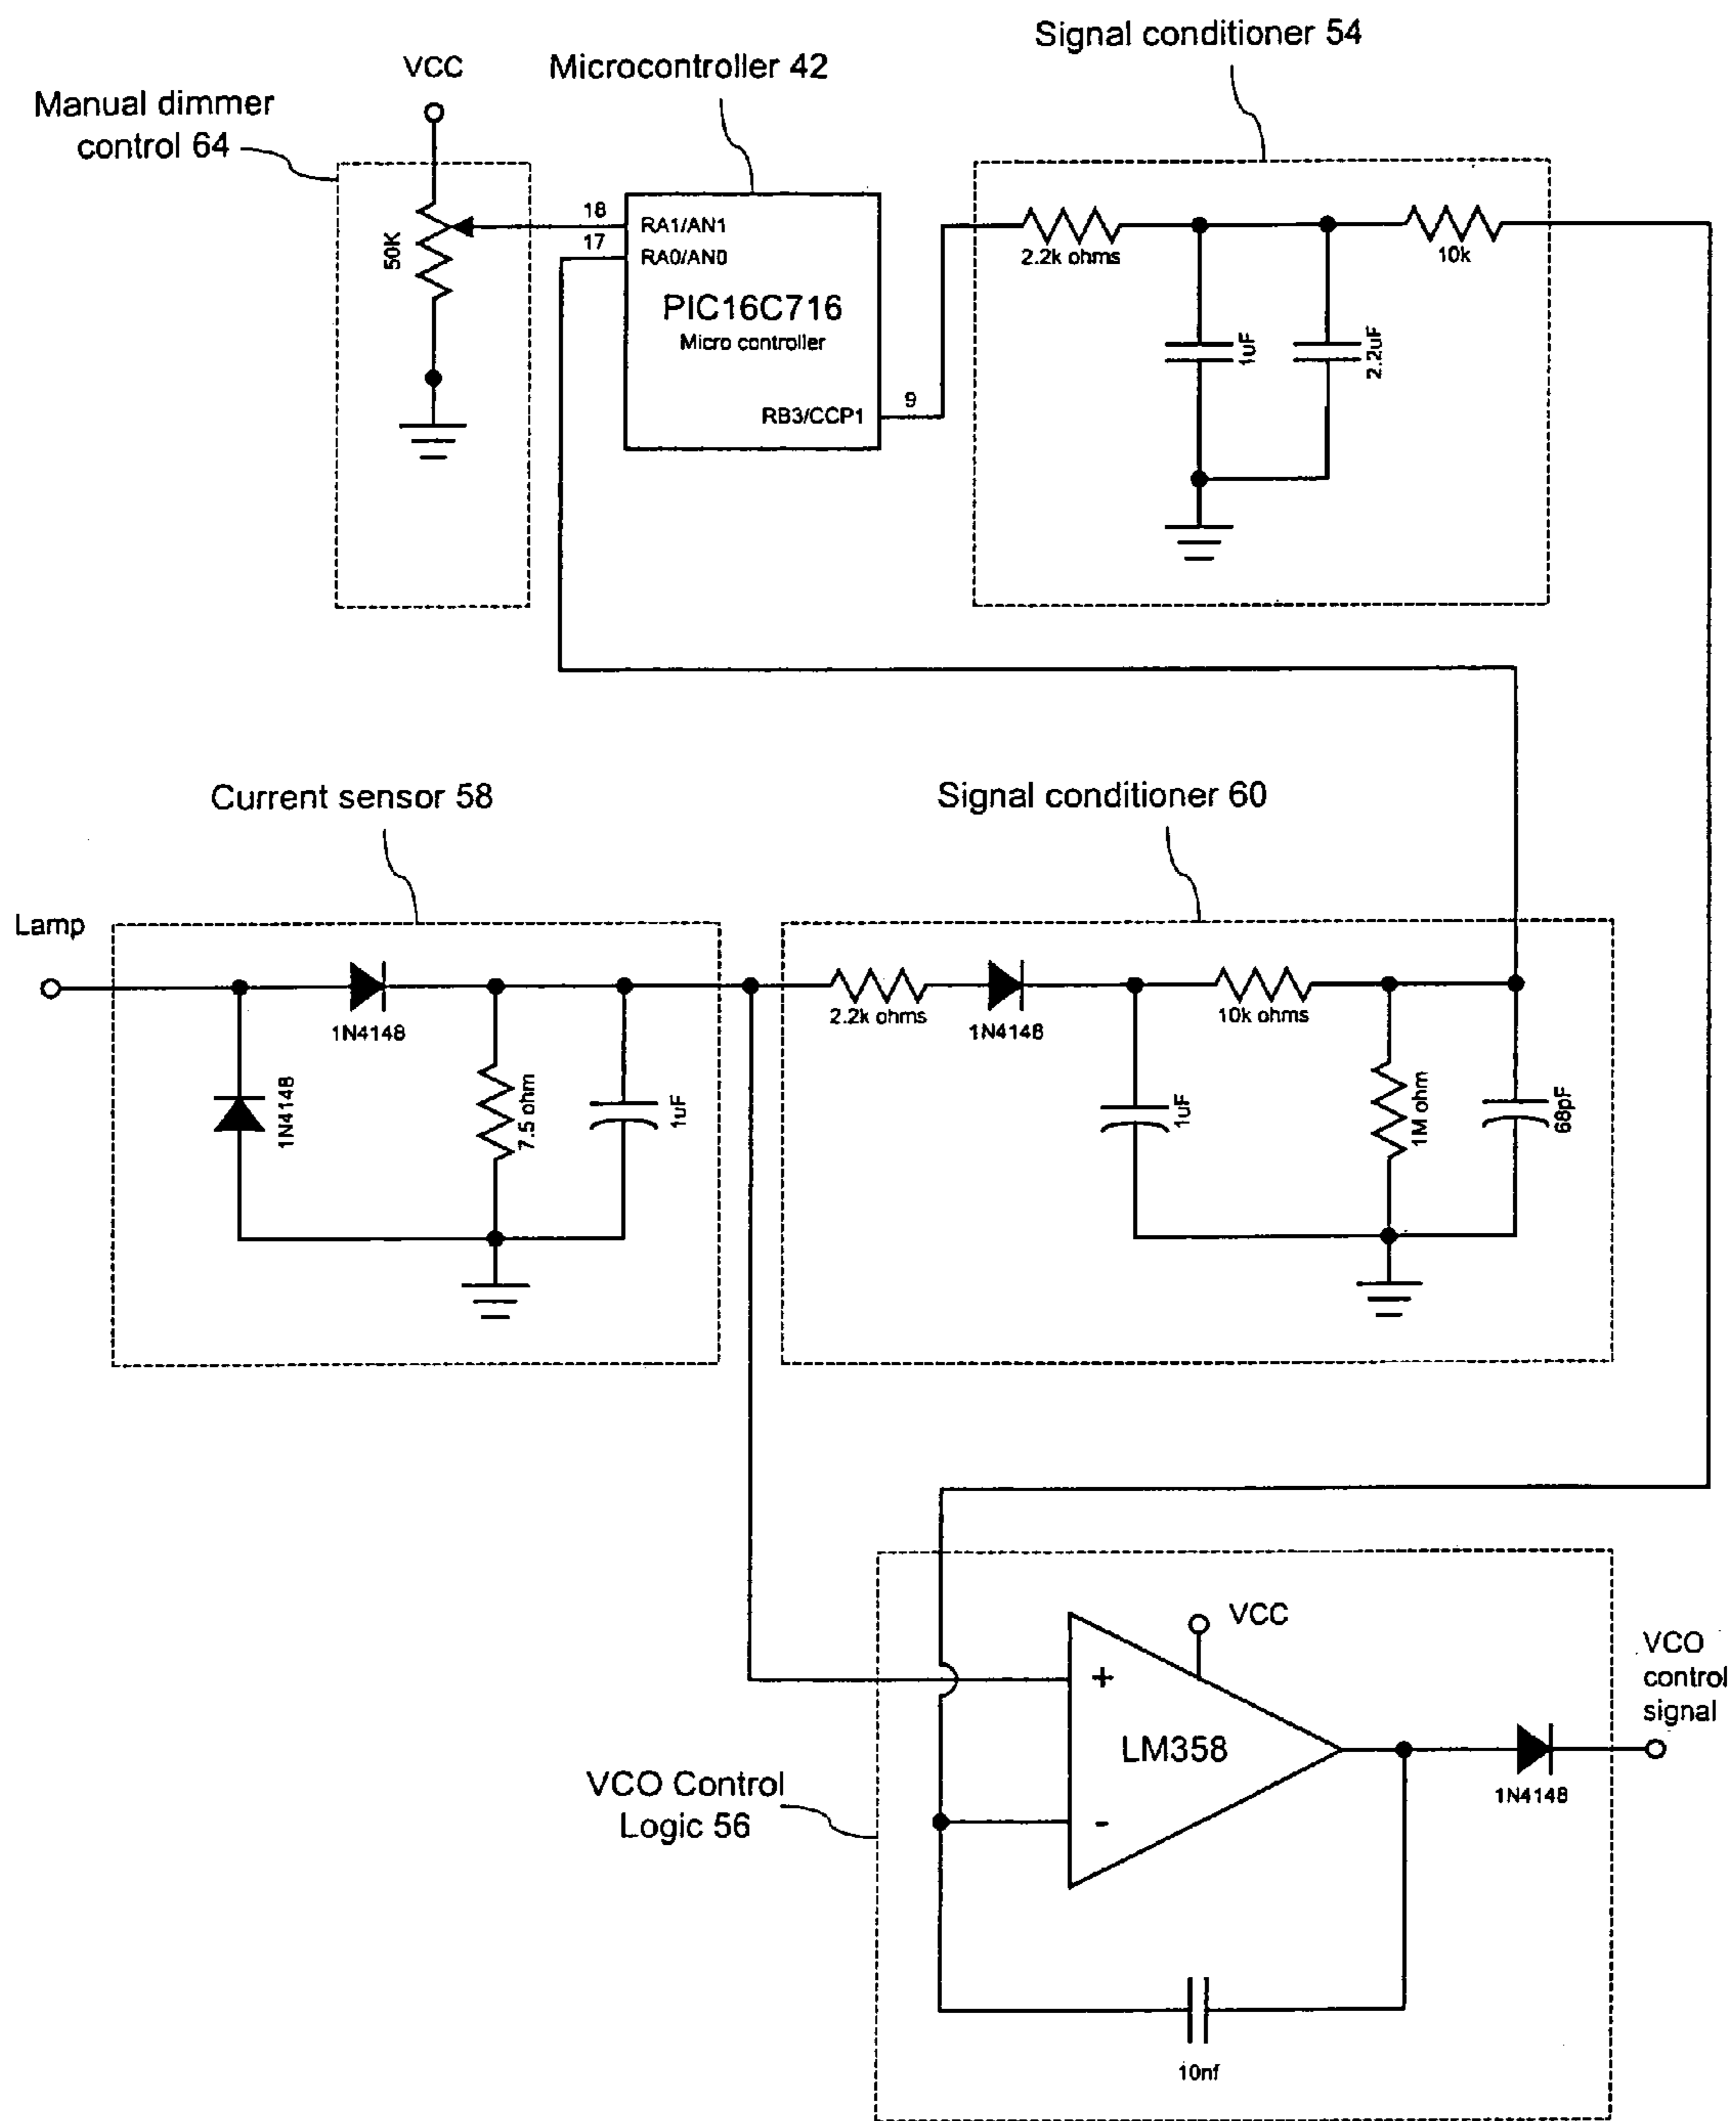 Signal conditioner 54
VCC
Microcontroller 42
Manual dimmer
control 64
50K
18
17
RA1/AN1
RA0/AN0
PIC16C716
Micro controller
RB3/CCP1
9
2.2k ohms
10k
1uF
2.2uF
Current sensor 58
Signal conditioner 60
Lamp
1N4148
1N4148
7.5 ohm
1uF
2.2k ohms
1N4148
10k ohms
1uF
1M ohm
68pF
VCC
+
LM358
-
VCO
control
signal
1N4148
VCO Control
Logic 56
10nf